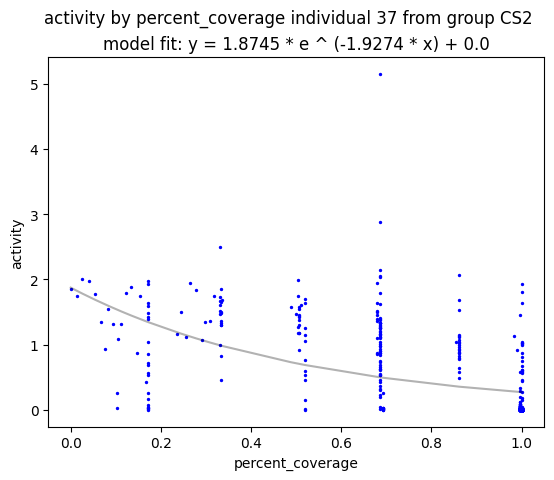 activity by percent_coverage individual 37 from group CS2
model fit: y = 1.8745 * e ^ (-1.9274 * x) + 0.0
5
4
3
2
1
0
activity
0.0 0.2 0.4 0.6 0.8 1.0
percent_coverage